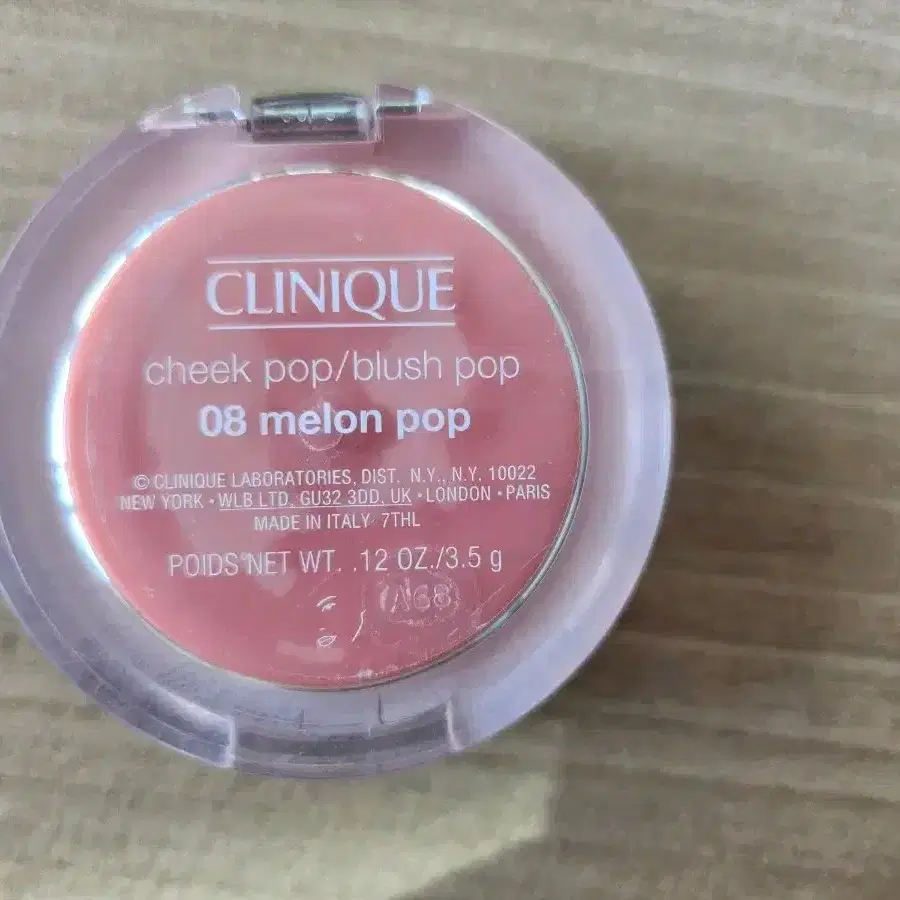 CLINIQUE
cheek pop/blush pop
08 melon pop
© CLINIQUE LABORATORIES, DIST. N.Y., N.Y. 10022
NEW YORK • WLB LTD, GU32 3DD, UK • LONDON • PARIS
MADE IN ITALY 7THL
POIDS NET WT. .12 OZ./3.5 g
A68